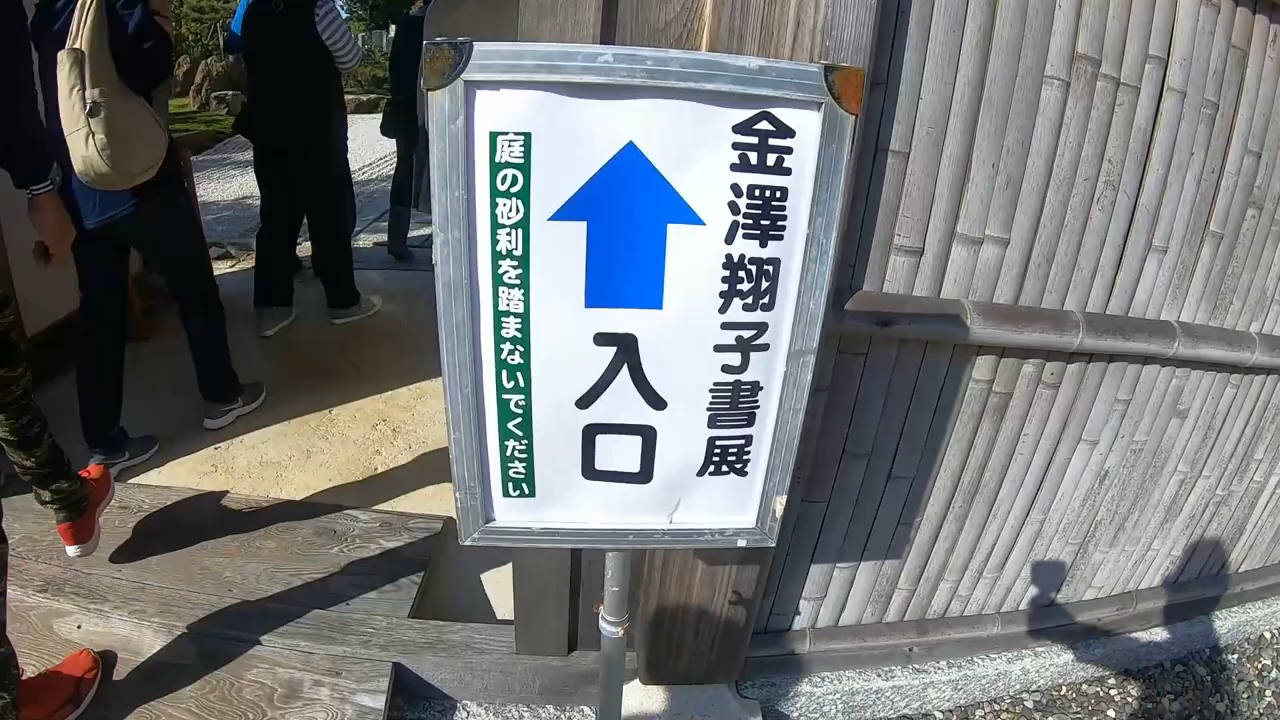 金澤翔子書展
入口
庭の砂利を踏まないでください